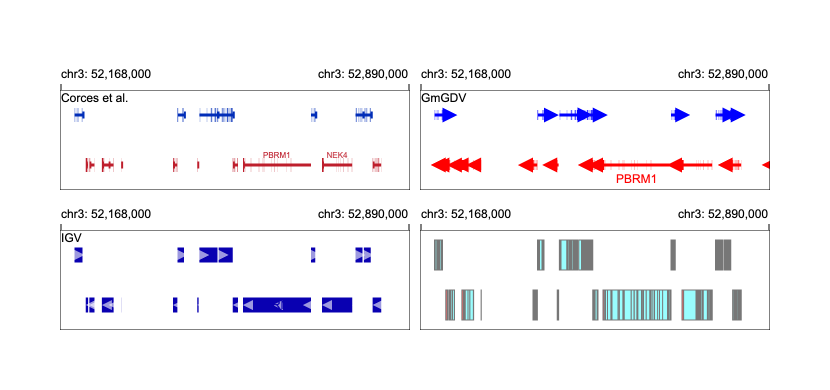 chr3: 52,168,000 chr3: 52,890,000 chr3: 52,168,000 chr3: 52,890,000
Corces et al. GmGDV
PBRM1 NEK4
PBRM1
chr3: 52,168,000 chr3: 52,890,000 chr3: 52,168,000 chr3: 52,890,000
IGV